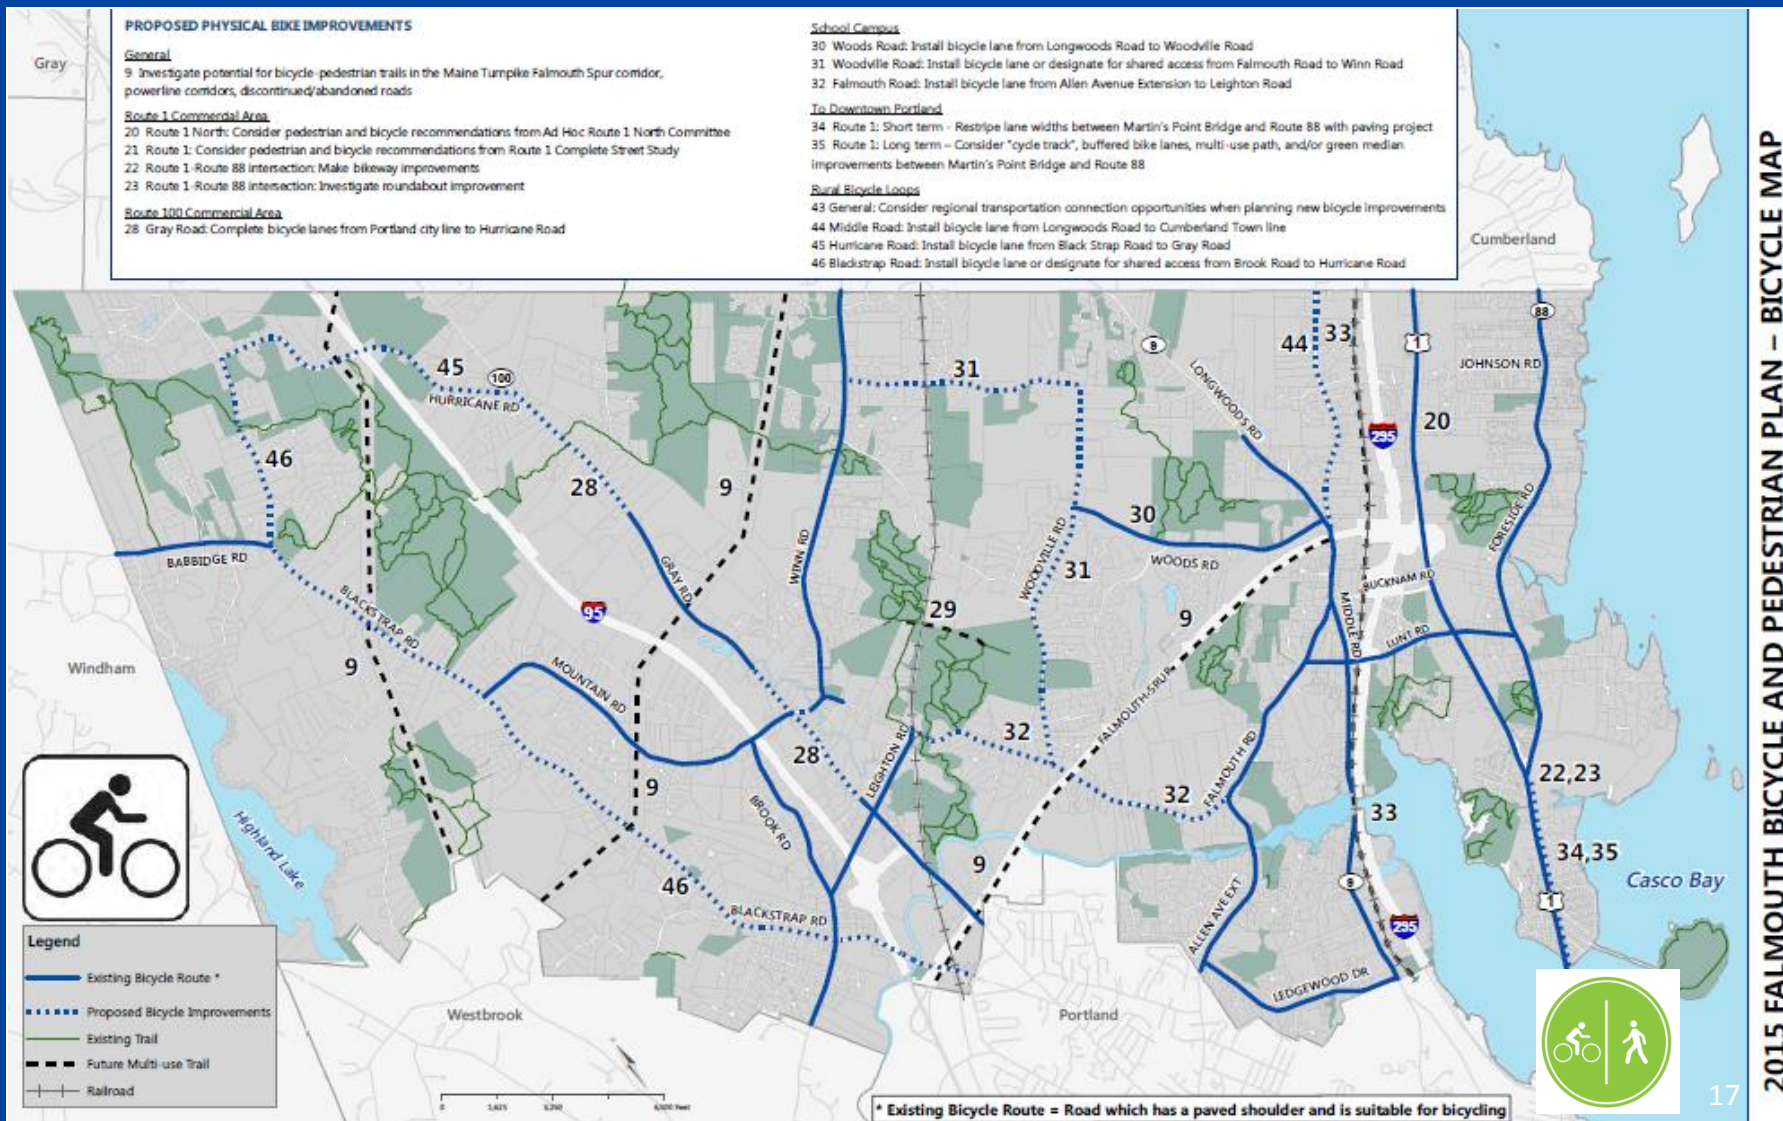 PROPOSED PHYSICAL BIKE IMPROVEMENTS
General
9 Investigate potential for bicycle-pedestrian trails in the Maine Turnpike Falmouth Spur corridor,
powerline corridors, discontinued/abandoned roads
Route 1 Commercial Area
20 Route 1 North: Consider pedestrian and bicycle recommendations from Ad Hoc Route 1 North Committee
21 Route 1: Consider pedestrian and bicycle recommendations from Route 1 Complete Street Study
22 Route 1-Route 88 intersection: Make bikeway improvements
23 Route 1-Route 88 intersection: Investigate roundabout improvement
Route 100 Commercial Area
28 Gray Road: Complete bicycle lanes from Portland city line to Hurricane Road
School Campus
30 Woods Road: Install bicycle lane from Longwoods Road to Woodville Road
31 Woodville Road: Install bicycle lane or designate for shared access from Falmouth Road to Winn Road
32 Falmouth Road: Install bicycle lane from Allen Avenue Extension to Leighton Road
To Downtown Portland
34 Route 1: Short term - Restripe lane widths between Martin's Point Bridge and Route 88 with paving project
35 Route 1: Long term – Consider "cycle track", buffered bike lanes, multi-use path, and/or green median
improvements between Martin's Point Bridge and Route 88
Rural Bicycle Loops
43 General: Consider regional transportation connection opportunities when planning new bicycle improvements
44 Middle Road: Install bicycle lane from Longwoods Road to Cumberland Town line
45 Hurricane Road: Install bicycle lane from Black Strap Road to Gray Road
46 Blackstrap Road: Install bicycle lane or designate for shared access from Brook Road to Hurricane Road
Gray
Cumberland
2015 FALMOUTH BICYCLE AND PEDESTRIAN PLAN – BICYCLE MAP
88
44
33
1
9
JOHNSON RD
45
100
31
LONGWOODS RD
HURRICANE RD
20
295
46
28
9
FORESIDE RD
30
WINN RD
WOODVILLE RD
BABBIDGE RD
GRAY RD
31
WOODS RD
BUCKNAM RD
BLACKSTRAP RD
95
29
9
MIDDLE RD
LUNT RD
Windham
9
MOUNTAIN RD
FALMOUTH SPUR
32
28
LEIGHTON RD
FALMOUTH RD
22,23
9
32
BROOK RD
33
Highland Lake
34,35
9
46
9
Casco Bay
BLACKSTRAP RD
1
ALLEN AVE EXT
295
LEDGEWOOD DR
Westbrook
Portland
Legend
Existing Bicycle Route *
Proposed Bicycle Improvements
Existing Trail
Future Multi-use Trail
Railroad
0 1,625 3,250 6,500 Feet
* Existing Bicycle Route = Road which has a paved shoulder and is suitable for bicycling
17